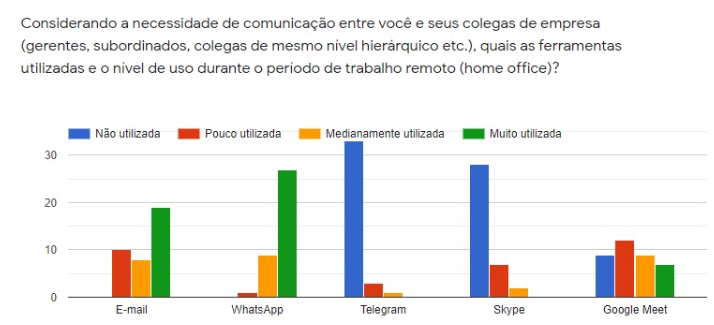 Considerando a necessidade de comunicação entre você e seus colegas de empresa
(gerentes, subordinados, colegas de mesmo nível hierárquico etc.), quais as ferramentas
utilizadas e o nível de uso durante o período de trabalho remoto (home office)?
Não utilizada Pouco utilizada Medianamente utilizada Muito utilizada
30
20
10
0
E-mail WhatsApp Telegram Skype Google Meet